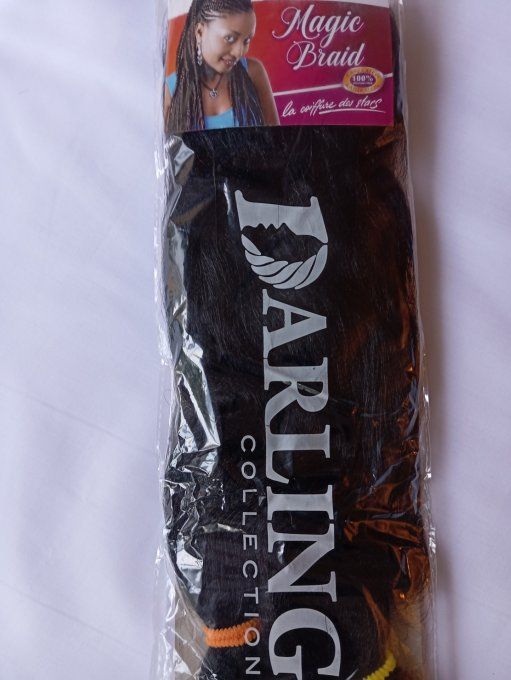 Magic
Braid
100%
la coiffure des stars
DARLING
COLLECTION